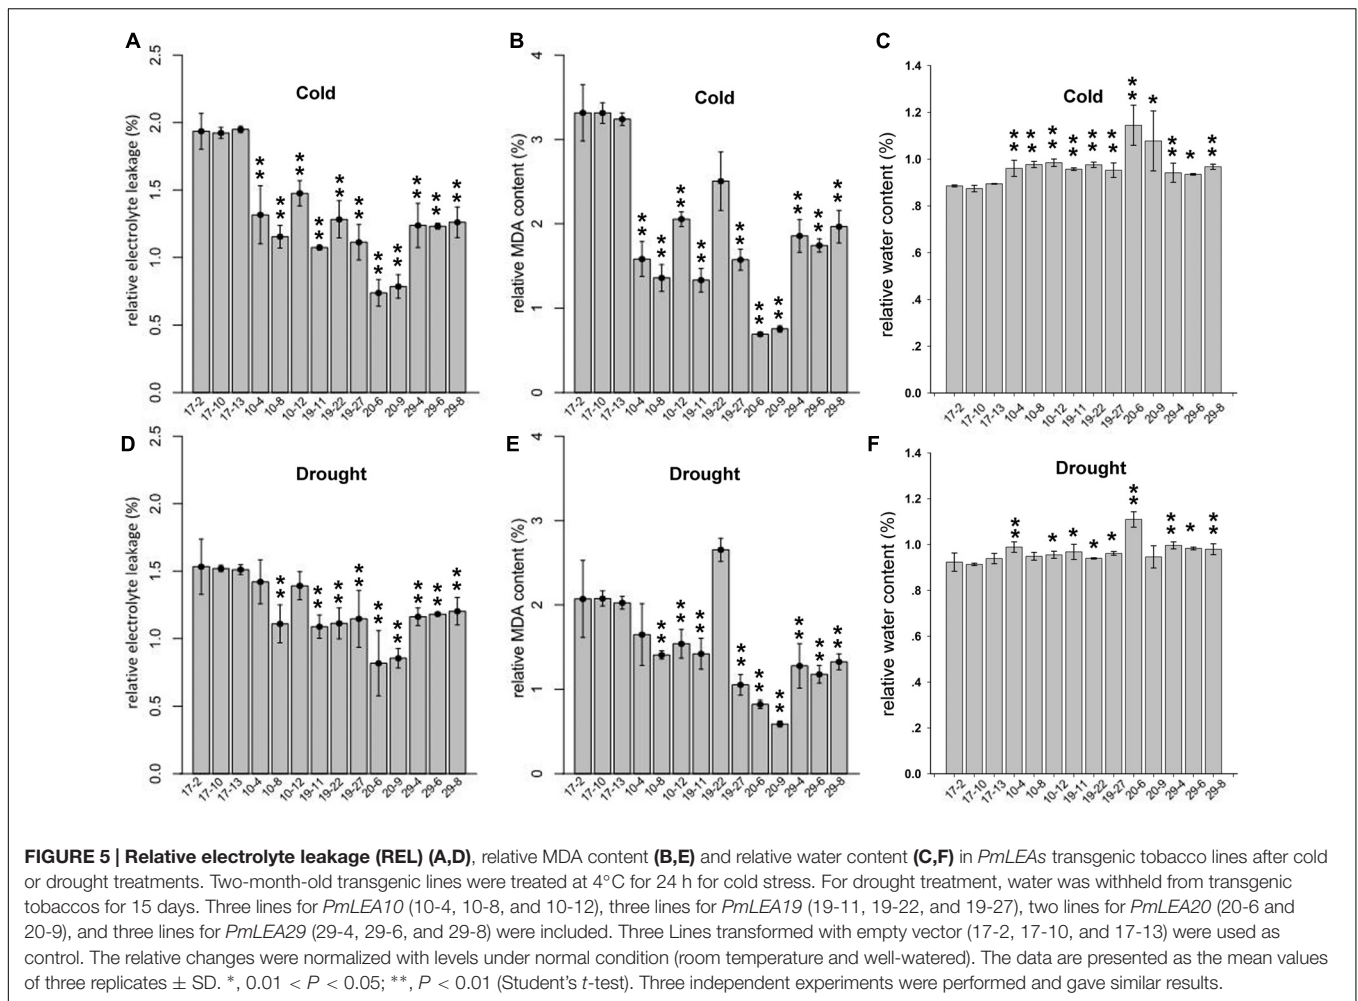 A
relative electrolyte leakage (%)
2.5
2.0
1.5
1.0
0.5
0.0
Cold
** ** ** ** ** ** ** ** ** ** **
17-2 17-10 17-13 10-4 10-8 10-12 19-11 19-22 19-27 20-6 20-9 29-4 29-6 29-8
B
relative MDA content (%)
4
3
2
1
0
Cold
** ** ** ** ** ** ** ** ** **
17-2 17-10 17-13 10-4 10-8 10-12 19-11 19-22 19-27 20-6 20-9 29-4 29-6 29-8
C
relative water content (%)
1.4
1.2
1.0
.8
.6
.4
.2
0.0
Cold
** ** ** ** ** ** ** * ** * **
17-2 17-10 17-13 10-4 10-8 10-12 19-11 19-22 19-27 20-6 20-9 29-4 29-6 29-8
D
relative electrolyte leakage (%)
2.5
2.0
1.5
1.0
0.5
0.0
Drought
** ** ** ** ** ** ** ** **
17-2 17-10 17-13 10-4 10-8 10-12 19-11 19-22 19-27 20-6 20-9 29-4 29-6 29-8
E
relative MDA content (%)
4
3
2
1
0
Drought
** ** ** ** ** ** ** ** **
17-2 17-10 17-13 10-4 10-8 10-12 19-11 19-22 19-27 20-6 20-9 29-4 29-6 29-8
F
relative water content (%)
1.4
1.2
1.0
.8
.6
.4
.2
0.0
Drought
** * * * * ** ** * **
17-2 17-10 17-13 10-4 10-8 10-12 19-11 19-22 19-27 20-6 20-9 29-4 29-6 29-8
FIGURE 5 | Relative electrolyte leakage (REL) (A,D), relative MDA content (B,E) and relative water content (C,F) in PmLEAs transgenic tobacco lines after cold
or drought treatments. Two-month-old transgenic lines were treated at 4°C for 24 h for cold stress. For drought treatment, water was withheld from transgenic
tobaccos for 15 days. Three lines for PmLEA10 (10-4, 10-8, and 10-12), three lines for PmLEA19 (19-11, 19-22, and 19-27), two lines for PmLEA20 (20-6 and
20-9), and three lines for PmLEA29 (29-4, 29-6, and 29-8) were included. Three Lines transformed with empty vector (17-2, 17-10, and 17-13) were used as
control. The relative changes were normalized with levels under normal condition (room temperature and well-watered). The data are presented as the mean values
of three replicates ± SD. *, 0.01 < P < 0.05; **, P < 0.01 (Student's t-test). Three independent experiments were performed and gave similar results.